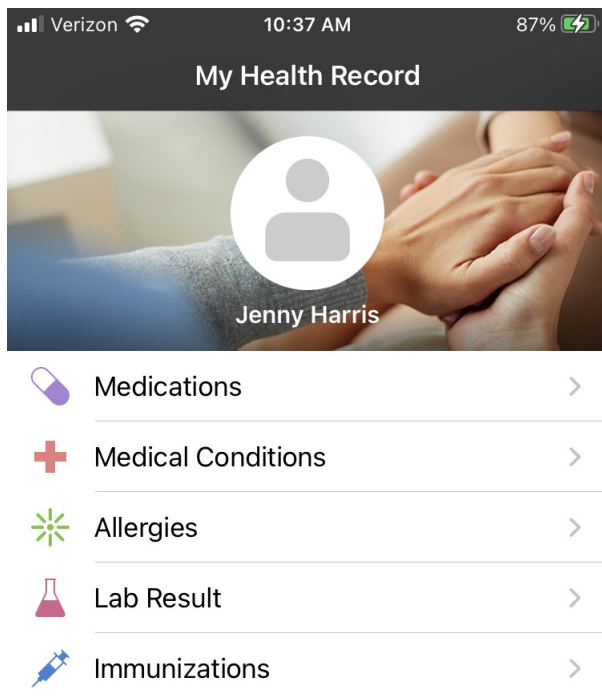 Verizon 10:37 AM 87%
My Health Record
Jenny Harris
Medications
Medical Conditions
Allergies
Lab Result
Immunizations